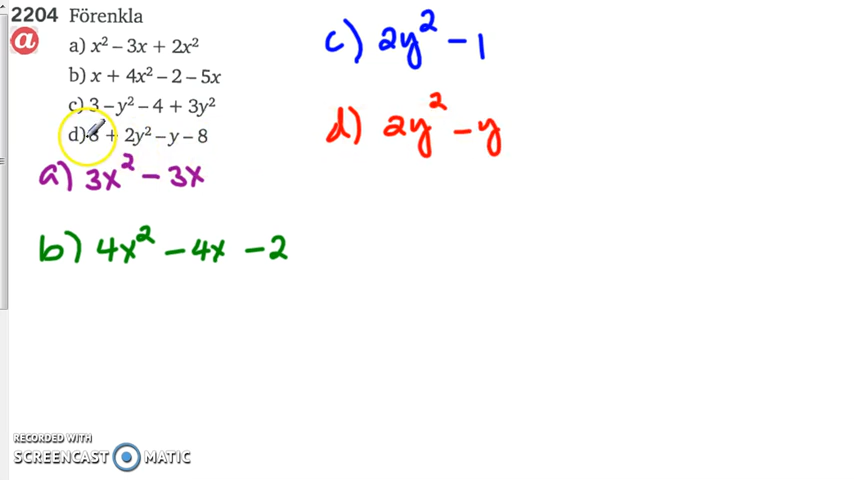 2204 Förenkla
a
a) x² – 3x + 2x²
b) x + 4x² – 2 – 5x
c) 3 – y² – 4 + 3y²
d) + 2y² – y – 8
a) 3x² – 3x
b) 4x² – 4x – 2
c) 2y² – 1
d) 2y² – y
RECORDED WITH
SCREENCAST MATIC